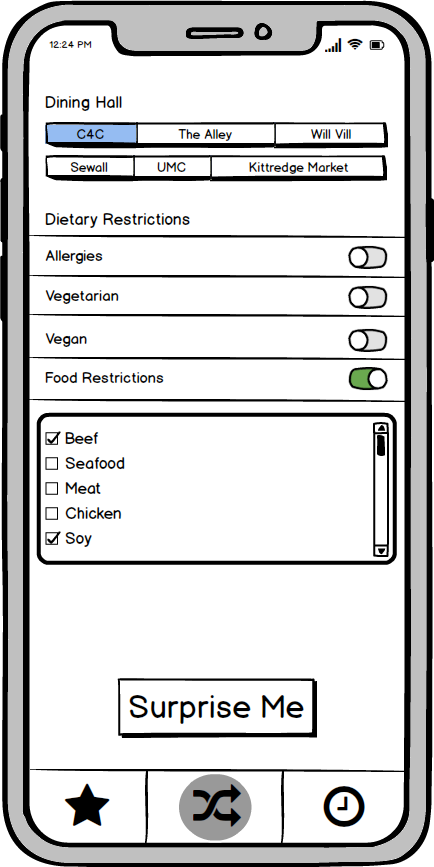 12:24 PM
Dining Hall
C4C The Alley Will Vill
Sewall UMC Kittredge Market
Dietary Restrictions
Allergies
Vegetarian
Vegan
Food Restrictions
Beef
Seafood
Meat
Chicken
Soy
Surprise Me